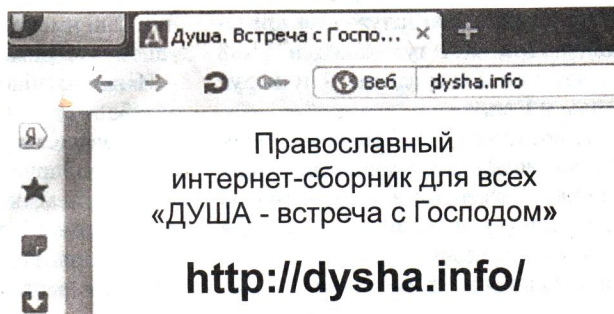 Душа. Встреча с Госпо... ×
Веб dysha.info
Я
Православный
интернет-сборник для всех
«ДУША - встреча с Господом»
http://dysha.info/